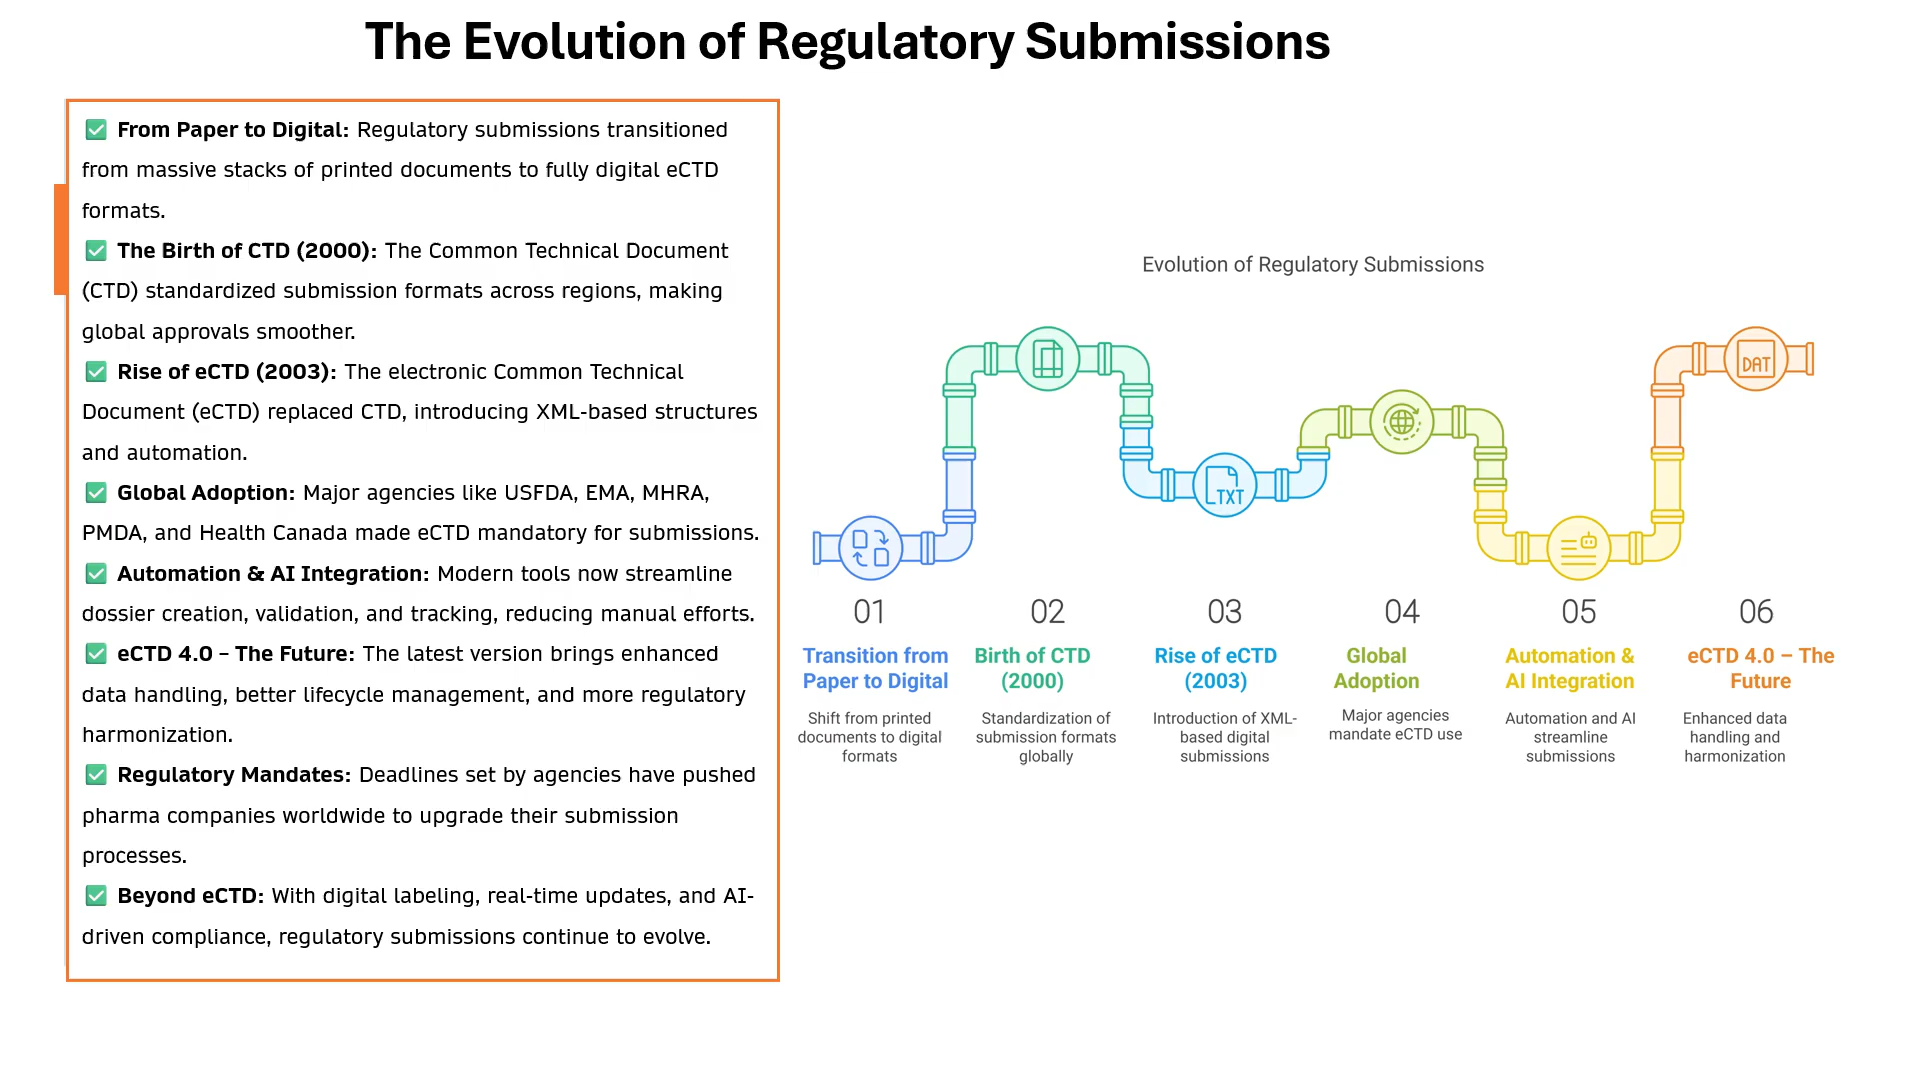 The Evolution of Regulatory Submissions
✅ From Paper to Digital: Regulatory submissions transitioned
from massive stacks of printed documents to fully digital eCTD
formats.
✅ The Birth of CTD (2000): The Common Technical Document
(CTD) standardized submission formats across regions, making
global approvals smoother.
✅ Rise of eCTD (2003): The electronic Common Technical
Document (eCTD) replaced CTD, introducing XML-based structures
and automation.
✅ Global Adoption: Major agencies like USFDA, EMA, MHRA,
PMDA, and Health Canada made eCTD mandatory for submissions.
✅ Automation & AI Integration: Modern tools now streamline
dossier creation, validation, and tracking, reducing manual efforts.
✅ eCTD 4.0 – The Future: The latest version brings enhanced
data handling, better lifecycle management, and more regulatory
harmonization.
✅ Regulatory Mandates: Deadlines set by agencies have pushed
pharma companies worldwide to upgrade their submission
processes.
✅ Beyond eCTD: With digital labeling, real-time updates, and AI-
driven compliance, regulatory submissions continue to evolve.
Evolution of Regulatory Submissions
DAT
TXT
01
Transition from
Paper to Digital
Shift from printed
documents to digital
formats
02
Birth of CTD
(2000)
Standardization of
submission formats
globally
03
Rise of eCTD
(2003)
Introduction of XML-
based digital
submissions
04
Global
Adoption
Major agencies
mandate eCTD use
05
Automation &
AI Integration
Automation and AI
streamline
submissions
06
eCTD 4.0 – The
Future
Enhanced data
handling and
harmonization